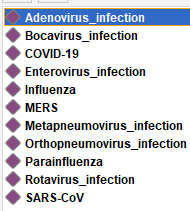 Adenovirus_infection
Bocavirus_infection
COVID-19
Enterovirus_infection
Influenza
MERS
Metapneumovirus_infection
Orthopneumovirus_infection
Parainfluenza
Rotavirus_infection
SARS-CoV